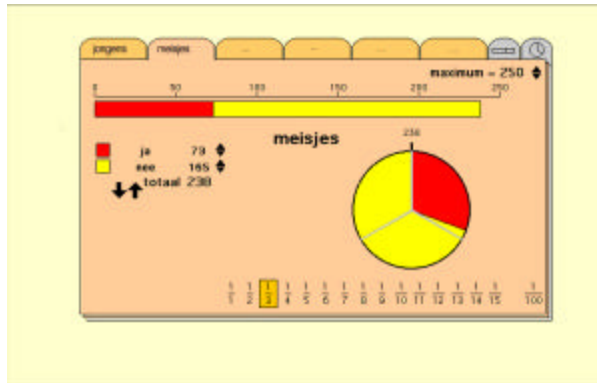 jongens meisjes ... ... ... ...
maximum = 250
0 50 100 150 200 250
meisjes
238
ja 73
nee 165
totaal 238
1/1 1/2 1/3 1/4 1/5 1/6 1/7 1/8 1/9 1/10 1/11 1/12 1/13 1/14 1/15 1/100